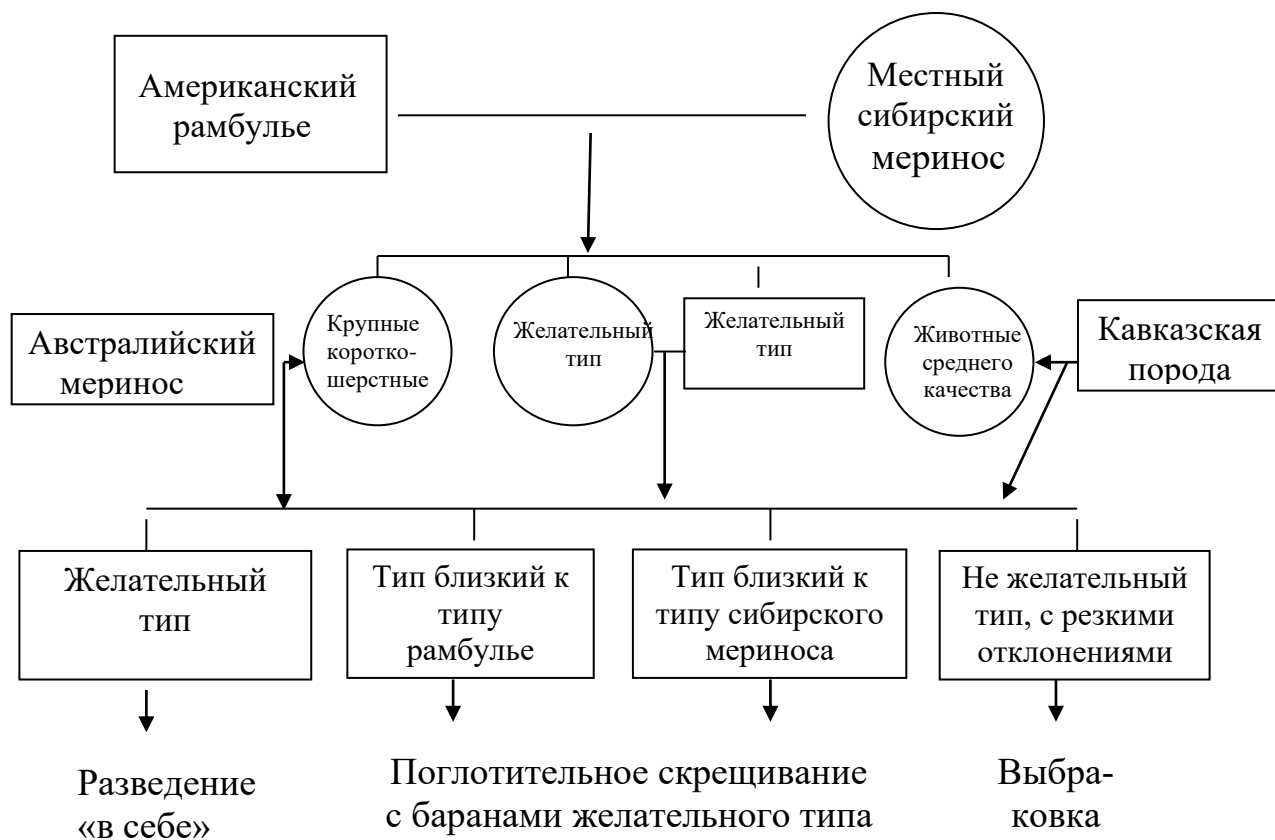 Американский
рамбулье
Местный
сибирский
меринос
Австралийский
меринос
Крупные
коротко-
шерстные
Желательный
тип
Желательный
тип
Животные
среднего
качества
Кавказская
порода
Желательный
тип
Тип близкий к
типу
рамбулье
Тип близкий к
типу сибирского
мериноса
Не желательный
тип, с резкими
отклонениями
Разведение
«в себе»
Поглотительное скрещивание
с баранами желательного типа
Выбра-
ковка